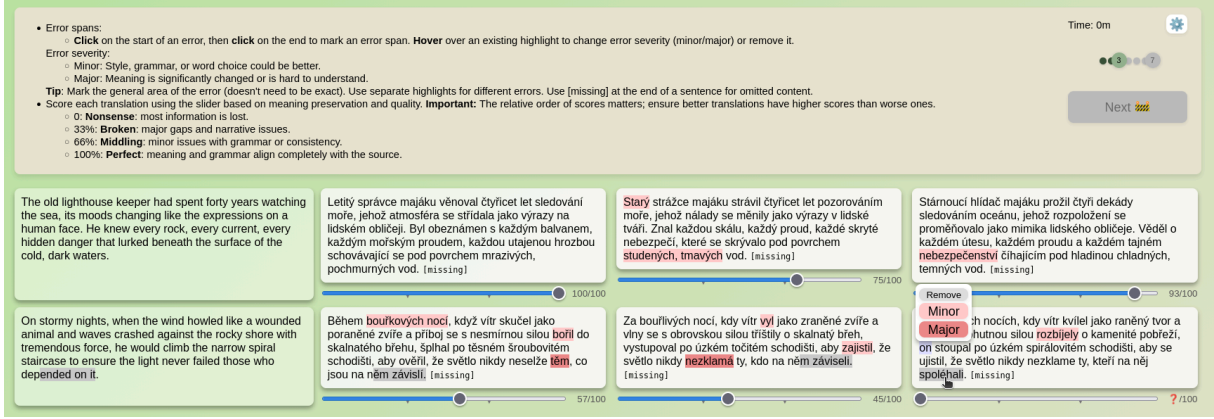 Error spans:
Click on the start of an error, then click on the end to mark an error span. Hover over an existing highlight to change error severity (minor/major) or remove it.
Error severity:
Minor: Style, grammar, or word choice could be better.
Major: Meaning is significantly changed or is hard to understand.
Tip: Mark the general area of the error (doesn't need to be exact). Use separate highlights for different errors. Use [missing] at the end of a sentence for omitted content.
Score each translation using the slider based on meaning preservation and quality. Important: The relative order of scores matters; ensure better translations have higher scores than worse ones.
0: Nonsense: most information is lost.
33%: Broken: major gaps and narrative issues.
66%: Middling: minor issues with grammar or consistency.
100%: Perfect: meaning and grammar align completely with the source.
Time: 0m
3
7
Next 🚧
The old lighthouse keeper had spent forty years watching
the sea, its moods changing like the expressions on a
human face. He knew every rock, every current, every
hidden danger that lurked beneath the surface of the
cold, dark waters.
Letitý správce majáku věnoval čtyřicet let sledování
moře, jehož atmosféra se střídala jako výrazy na
lidském obličeji. Byl obeznámen s každým balvanem,
každým mořským proudem, každou utajenou hrozbou
schovávající se pod povrchem mrazivých,
pochmurných vod. [missing]
100/100
Starý strážce majáku strávil čtyřicet let pozorováním
moře, jehož nálady se měnily jako výrazy v lidské
tváři. Znal každou skálu, každý proud, každé skryté
nebezpečí, které se skrývalo pod povrchem
studených, tmavých vod. [missing]
75/100
Stárnoucí hlídač majáku prožil čtyři dekády
sledováním oceánu, jehož rozpoložení se
proměňovalo jako mimika lidského obličeje. Věděl o
každém útesu, každém proudu a každém tajném
nebezpečenství číhajícím pod hladinou chladných,
temných vod. [missing]
93/100
On stormy nights, when the wind howled like a wounded
animal and waves crashed against the rocky shore with
tremendous force, he would climb the narrow spiral
staircase to ensure the light never failed those who
depended on it.
Během bouřkových nocí, když vítr skučel jako
poraněné zvíře a příboj se s nesmírnou silou bořil do
skalnatého břehu, šplhal po těsném šroubovitém
schodišti, aby ověřil, že světlo nikdy neselže těm, co
jsou na něm závislí. [missing]
57/100
Za bouřlivých nocí, kdy vítr vyl jako zraněné zvíře a
vlny se s obrovskou silou tříštily o skalnatý břeh,
vystupoval po úzkém točitém schodišti, aby zajistil, že
světlo nikdy nezklamá ty, kdo na něm záviseli.
[missing]
45/100
Remove
Minor
Major
h nocích, kdy vítr kvílel jako raněný tvor a
hutnou silou rozbíjely o kamenité pobřeží,
on stoupal po úzkém spirálovitém schodišti, aby se
ujistil, že světlo nikdy nezklame ty, kteří na něj
spoléhali. [missing]
❓/100